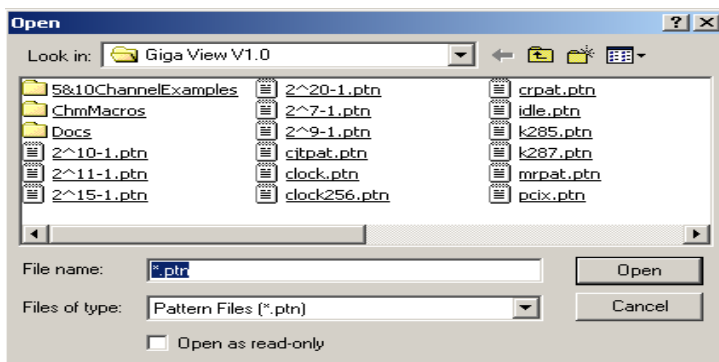 Open
Look in: Giga View V1.0
5&10ChannelExamples 2^20-1.ptn crpat.ptn
ChmMacros 2^7-1.ptn idle.ptn
Docs 2^9-1.ptn k285.ptn
2^10-1.ptn cjtpat.ptn k287.ptn
2^11-1.ptn clock.ptn mrpat.ptn
2^15-1.ptn clock256.ptn pcix.ptn
File name: *.ptn Open
Files of type: Pattern Files (*.ptn) Cancel
Open as read-only